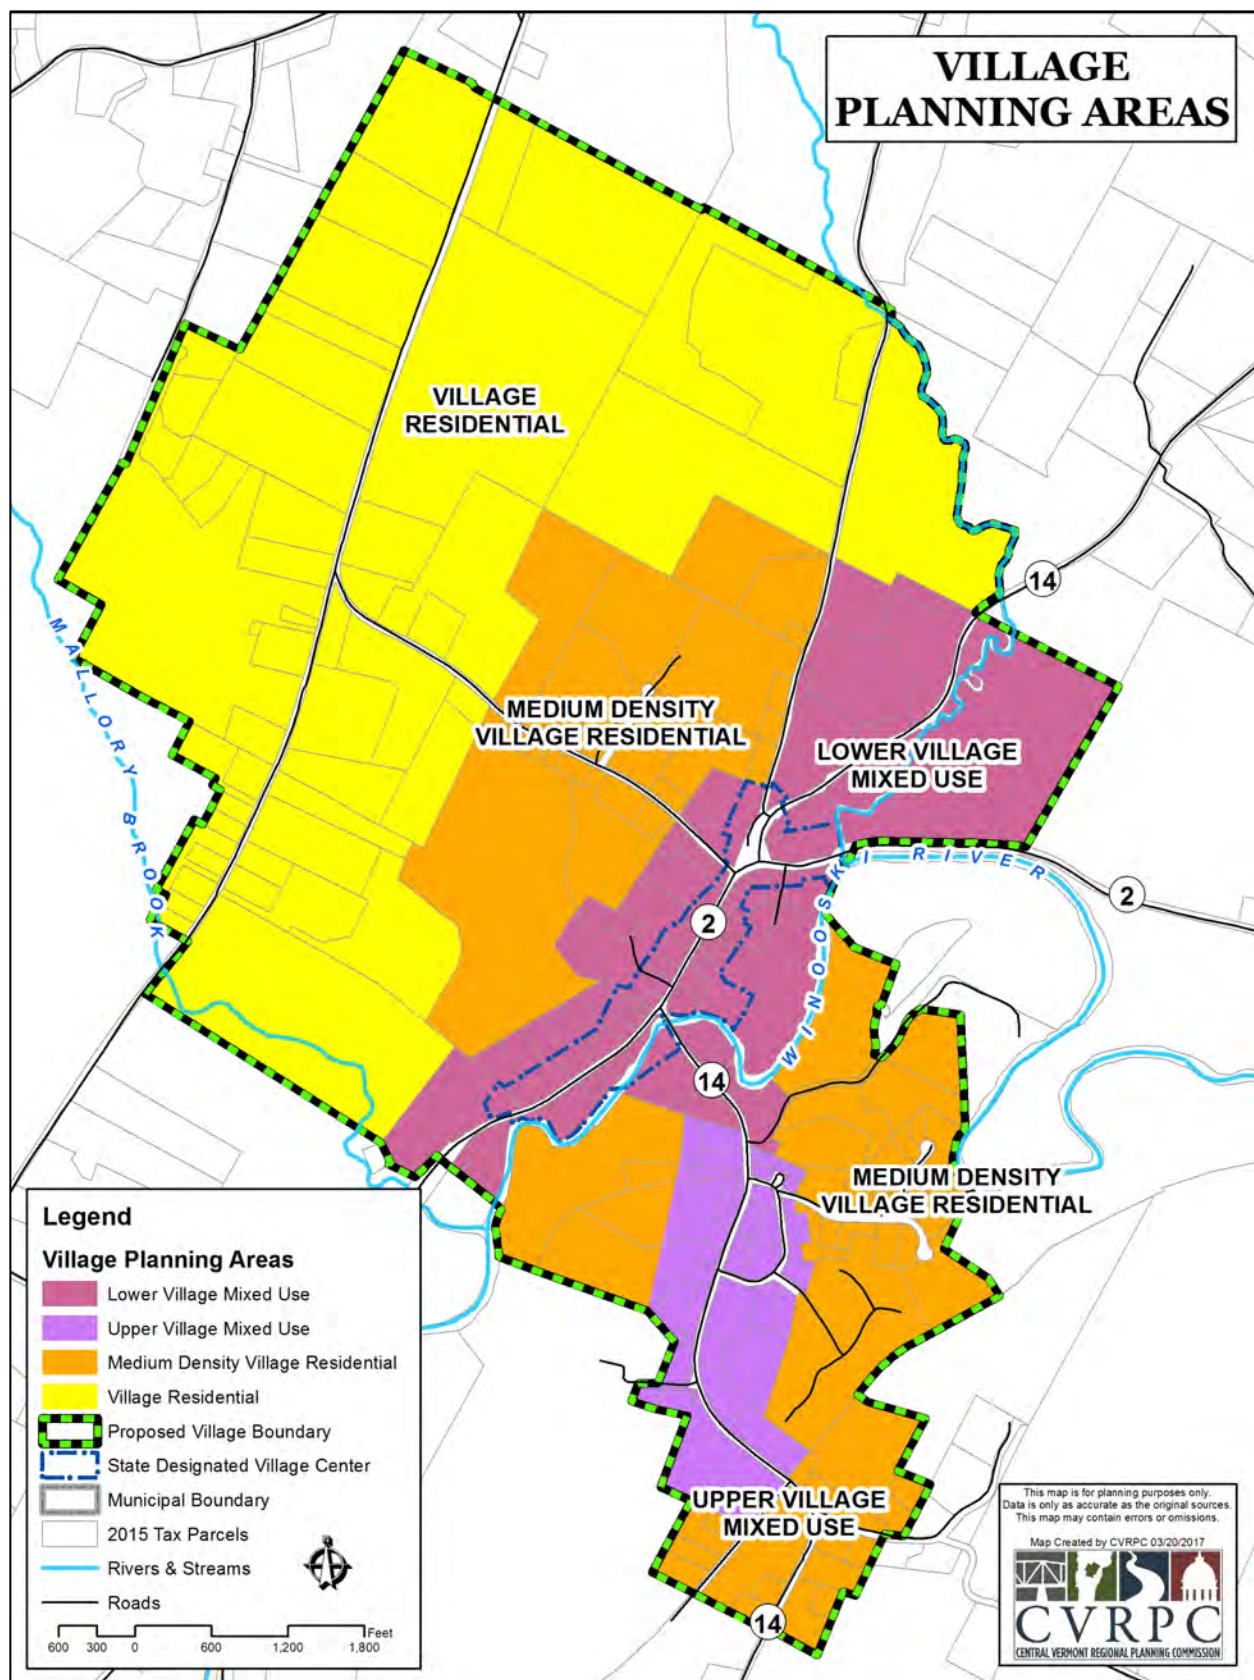 VILLAGE
PLANNING AREAS
VILLAGE
RESIDENTIAL
14
MALLORY BROOK
MEDIUM DENSITY
VILLAGE RESIDENTIAL
LOWER VILLAGE
MIXED USE
WINOOSKI RIVER
2
2
14
MEDIUM DENSITY
VILLAGE RESIDENTIAL
UPPER VILLAGE
MIXED USE
14
Legend
Village Planning Areas
Lower Village Mixed Use
Upper Village Mixed Use
Medium Density Village Residential
Village Residential
Proposed Village Boundary
State Designated Village Center
Municipal Boundary
2015 Tax Parcels
Rivers & Streams
Roads
Feet
600 300 0 600 1,200 1,800
This map is for planning purposes only.
Data is only as accurate as the original sources.
This map may contain errors or omissions.
Map Created by CVRPC 03/20/2017
CVRPC
CENTRAL VERMONT REGIONAL PLANNING COMMISSION